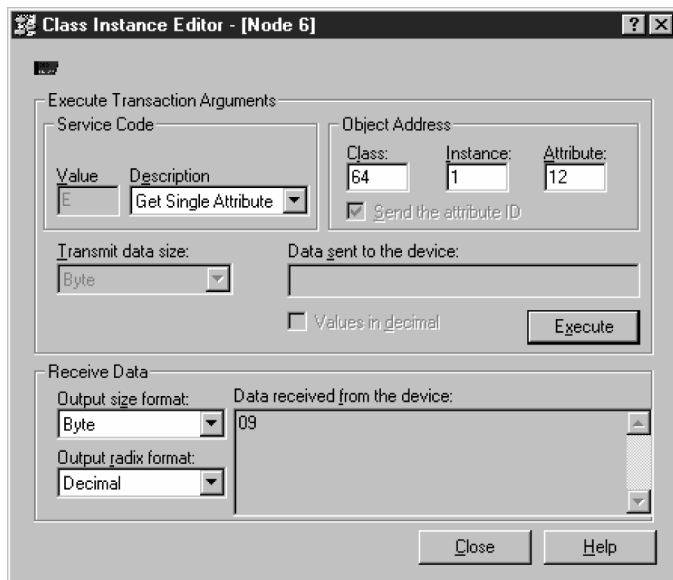 Class Instance Editor - [Node 6]
Execute Transaction Arguments
Service Code
Object Address
Class: Instance: Attribute:
Value Description
E Get Single Attribute
64 1 12
Send the attribute ID
Transmit data size: Data sent to the device:
Byte
Values in decimal
Execute
Receive Data
Output size format: Data received from the device:
Byte
09
Output radix format:
Decimal
Close Help